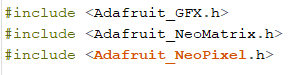 #include <Adafruit_GFX.h>
#include <Adafruit_NeoMatrix.h>
#include <Adafruit_NeoPixel.h>